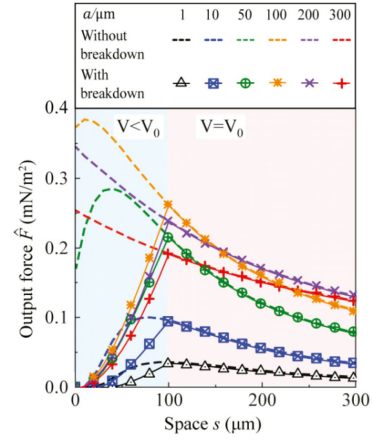 a/μm 1 10 50 100 200 300
Without
breakdown
With
breakdown
V<V₀ V=V₀
0.4
0.3
0.2
0.1
0.0
0 100 200 300
Output force F̂ (mN/m²)
Space s (μm)